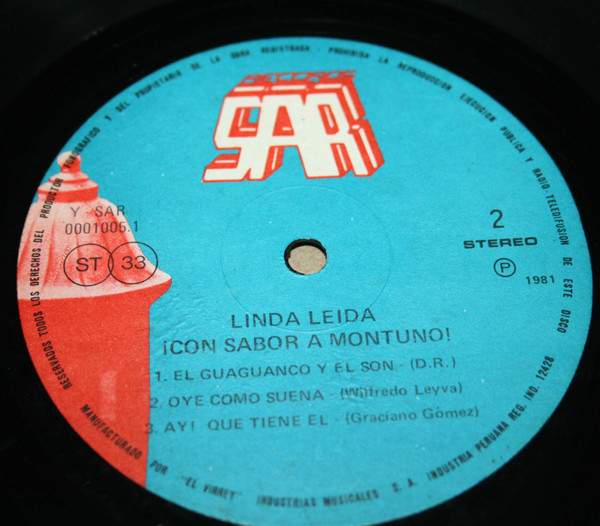 RESERVADOS TODOS LOS DERECHOS DEL PRODUCTOR FONOGRAFICO Y DEL PROPIETARIO DE LA OBRA REGISTRADA - PROHIBIDA LA REPRODUCCION, EJECUCION PUBLICA Y RADIO-TELEDIFUSION DE ESTE DISCO
SAR
Y - SAR
0001005.1
ST 33
2
STEREO
P
1981
LINDA LEIDA
¡CON SABOR A MONTUNO!
1. EL GUAGUANCO Y EL SON - (D.R.)
2. OYE COMO SUENA - (Wilfredo Leyva)
3. AY! QUE TIENE EL - (Graciano Gómez)
MANUFACTURADO POR "EL VIRREY" INDUSTRIAS MUSICALES S. A. INDUSTRIA PERUANA REG. IND. 12428